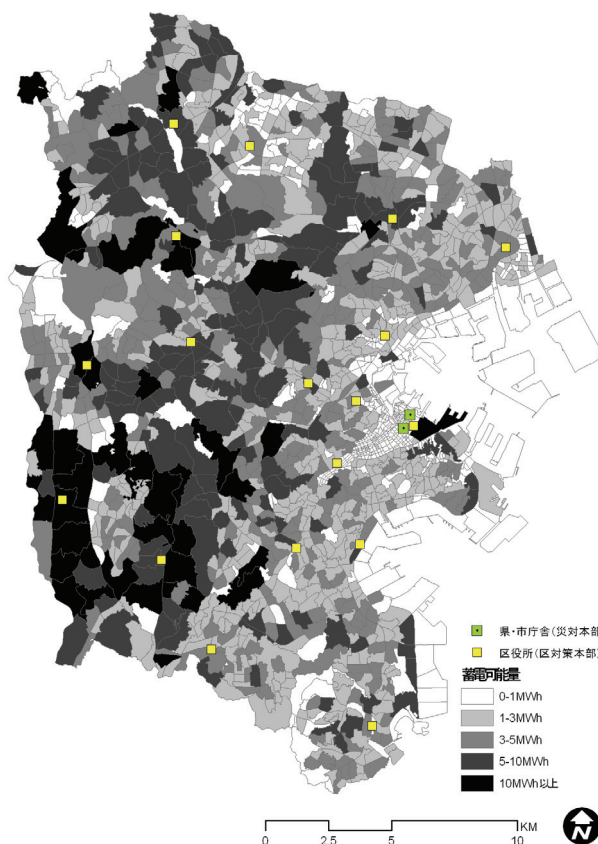 県・市庁舎(災対本部
区役所(区対策本部)
蓄電可能量
0-1MWh
1-3MWh
3-5MWh
5-10MWh
10MWh以上
KM
0 2.5 5 10
N